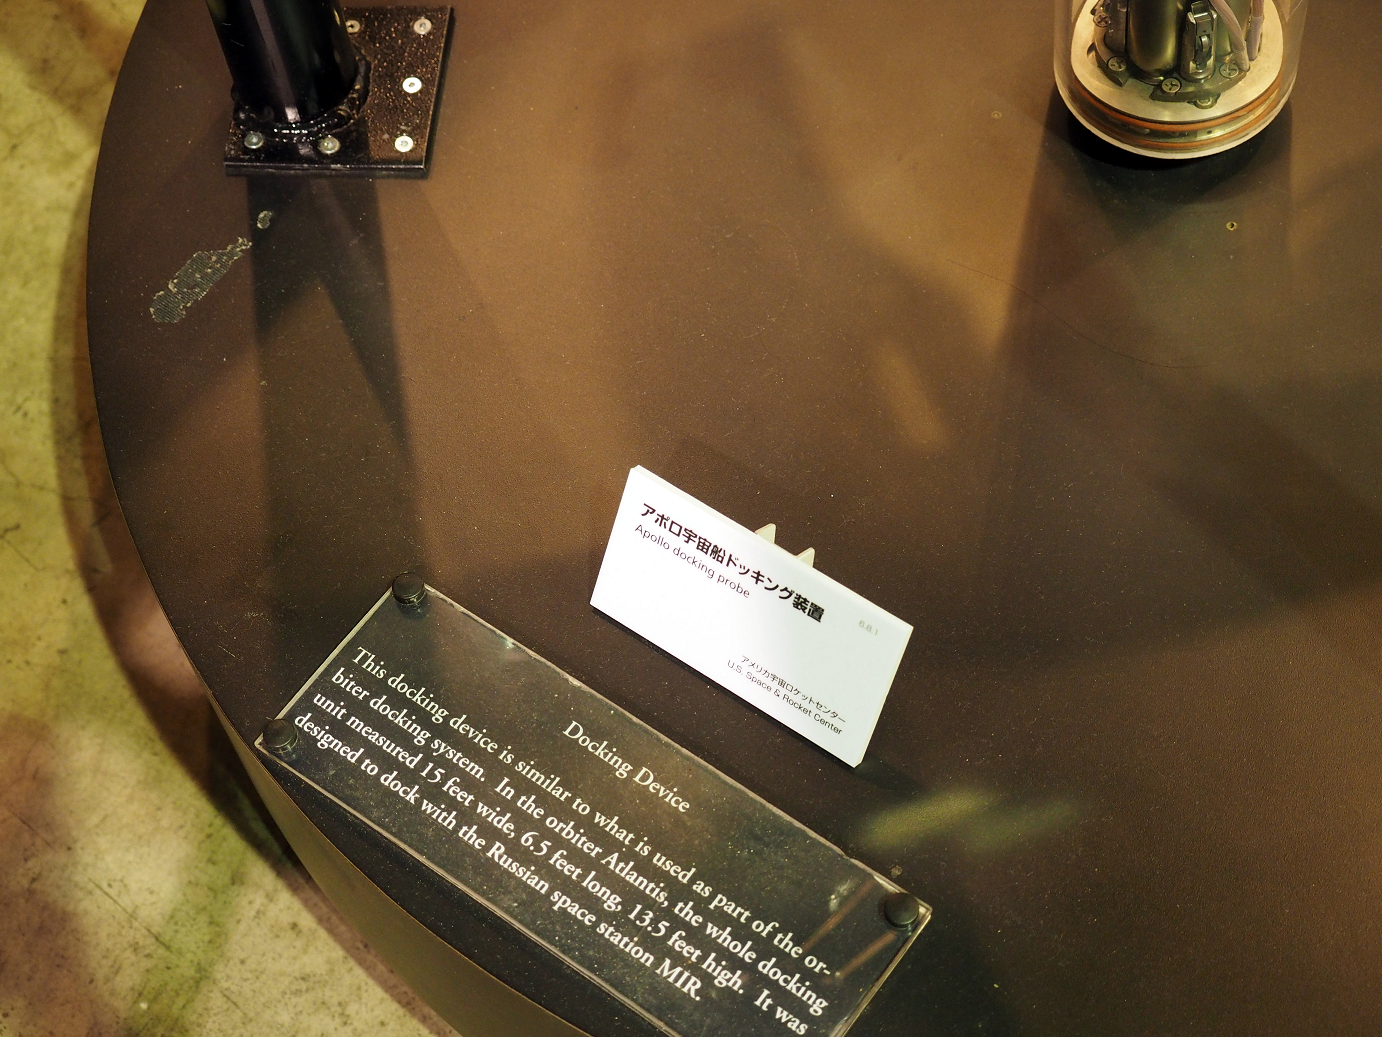 アポロ宇宙船ドッキング装置
Apollo docking probe
6.8.1
アメリカ宇宙ロケットセンター
U.S. Space & Rocket Center
Docking Device
This docking device is similar to what is used as part of the or-
biter docking system. In the orbiter Atlantis, the whole docking
unit measured 15 feet wide, 6.5 feet long, 13.5 feet high. It was
designed to dock with the Russian space station MIR.